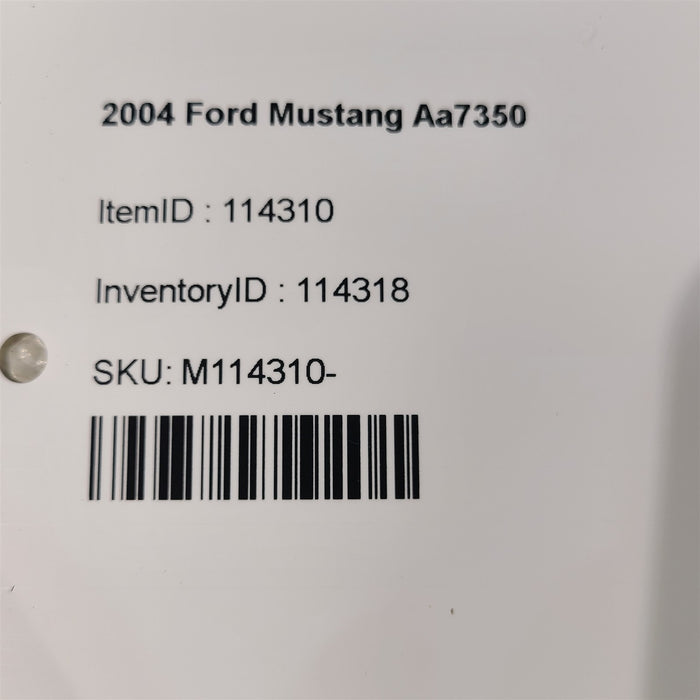 2004 Ford Mustang Aa7350
ItemID : 114310
InventoryID : 114318
SKU: M114310-